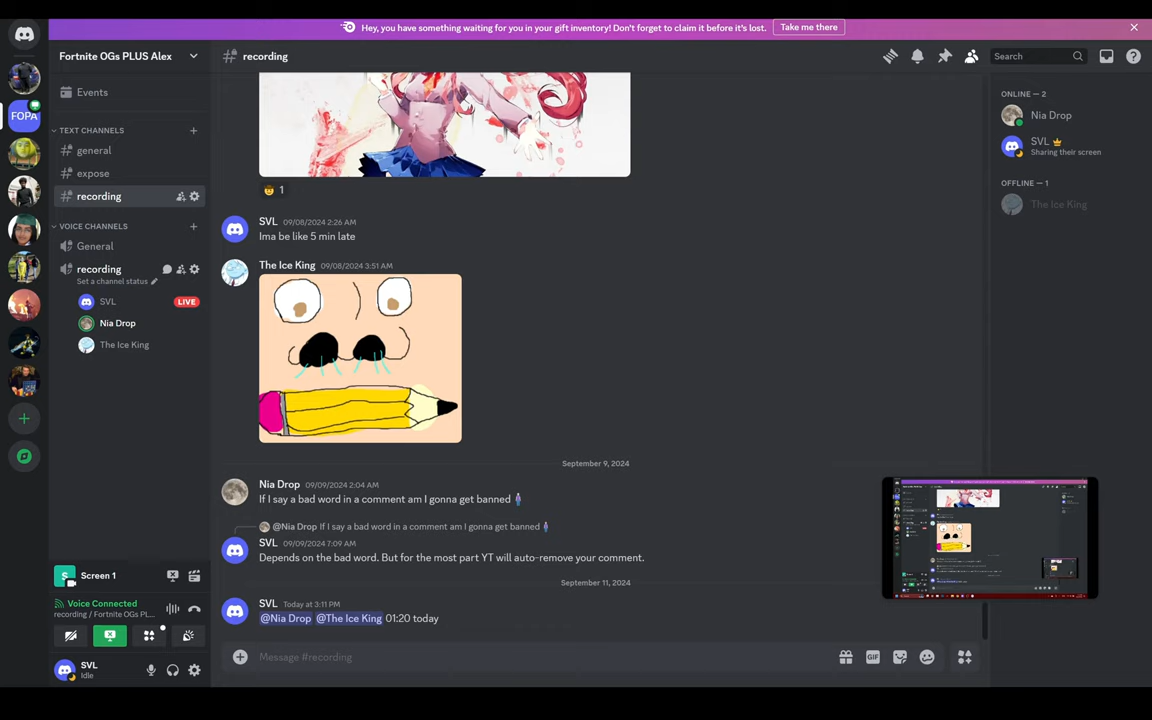 Hey, you have something waiting for you in your gift inventory! Don't forget to claim it before it's lost.
Take me there
Fortnite OGs PLUS Alex
recording
Search
Events
TEXT CHANNELS
general
expose
recording
VOICE CHANNELS
General
recording
Set a channel status
SVL
LIVE
Nia Drop
The Ice King
FOPA
1
SVL 09/08/2024 2:26 AM
Ima be like 5 min late
The Ice King 09/08/2024 3:51 AM
September 9, 2024
Nia Drop 09/09/2024 2:04 AM
If I say a bad word in a comment am I gonna get banned
@Nia Drop If I say a bad word in a comment am I gonna get banned
SVL 09/09/2024 7:09 AM
Depends on the bad word. But for the most part YT will auto-remove your comment.
September 11, 2024
SVL Today at 3:11 PM
@Nia Drop @The Ice King 01:20 today
Message #recording
GIF
ONLINE — 2
Nia Drop
SVL
Sharing their screen
OFFLINE — 1
The Ice King
S
Screen 1
Voice Connected
recording / Fortnite OGs PL...
SVL
Idle